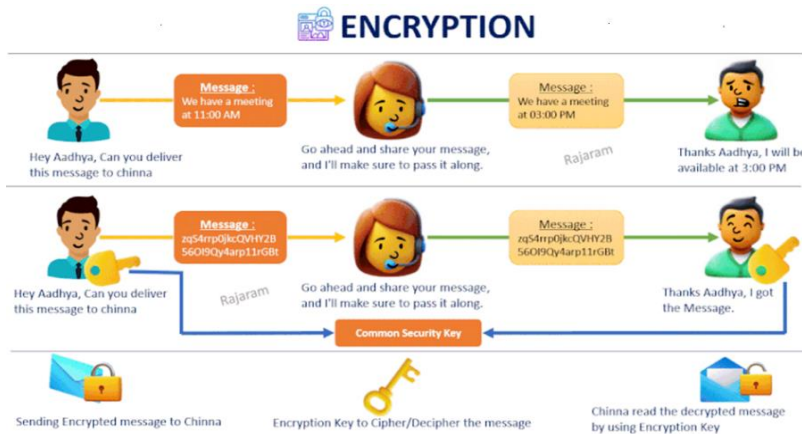 ENCRYPTION
Message :
We have a meeting
at 11:00 AM
Message :
We have a meeting
at 03:00 PM
Hey Aadhya, Can you deliver
this message to chinna
Go ahead and share your message,
and I'll make sure to pass it along.
Rajaram
Thanks Aadhya, I will be
available at 3:00 PM
Message :
zqS4rrp0jkcQVHY2B
56OI9Qy4arp11rGBt
Message :
zqS4rrp0jkcQVHY2B
56OI9Qy4arp11rGBt
Hey Aadhya, Can you deliver
this message to chinna
Rajaram
Go ahead and share your message,
and I'll make sure to pass it along.
Thanks Aadhya, I got
the Message.
Common Security Key
Sending Encrypted message to Chinna
Encryption Key to Cipher/Decipher the message
Chinna read the decrypted message
by using Encryption Key